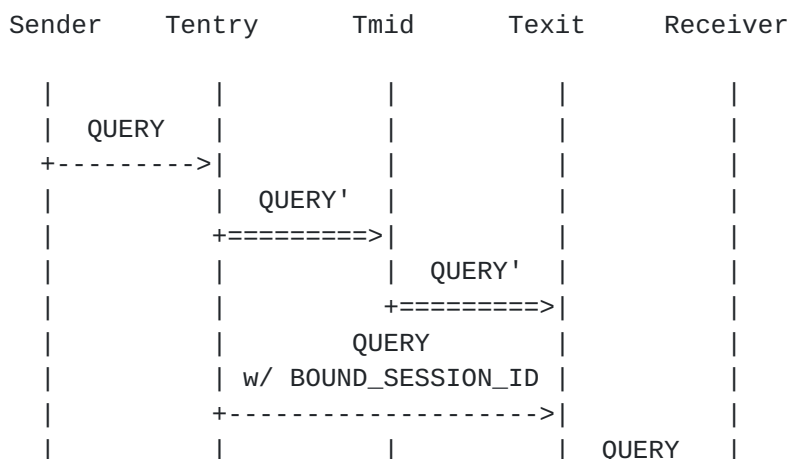 Sender Tentry Tmid Texit Receiver
| | | | |
| QUERY | | | |
+--------->| | | |
| | QUERY' | | |
| +=========>| | |
| | | QUERY' | |
| | +=========>| |
| | QUERY | |
| | w/ BOUND_SESSION_ID | |
| +-------------------->| |
| | | | QUERY |